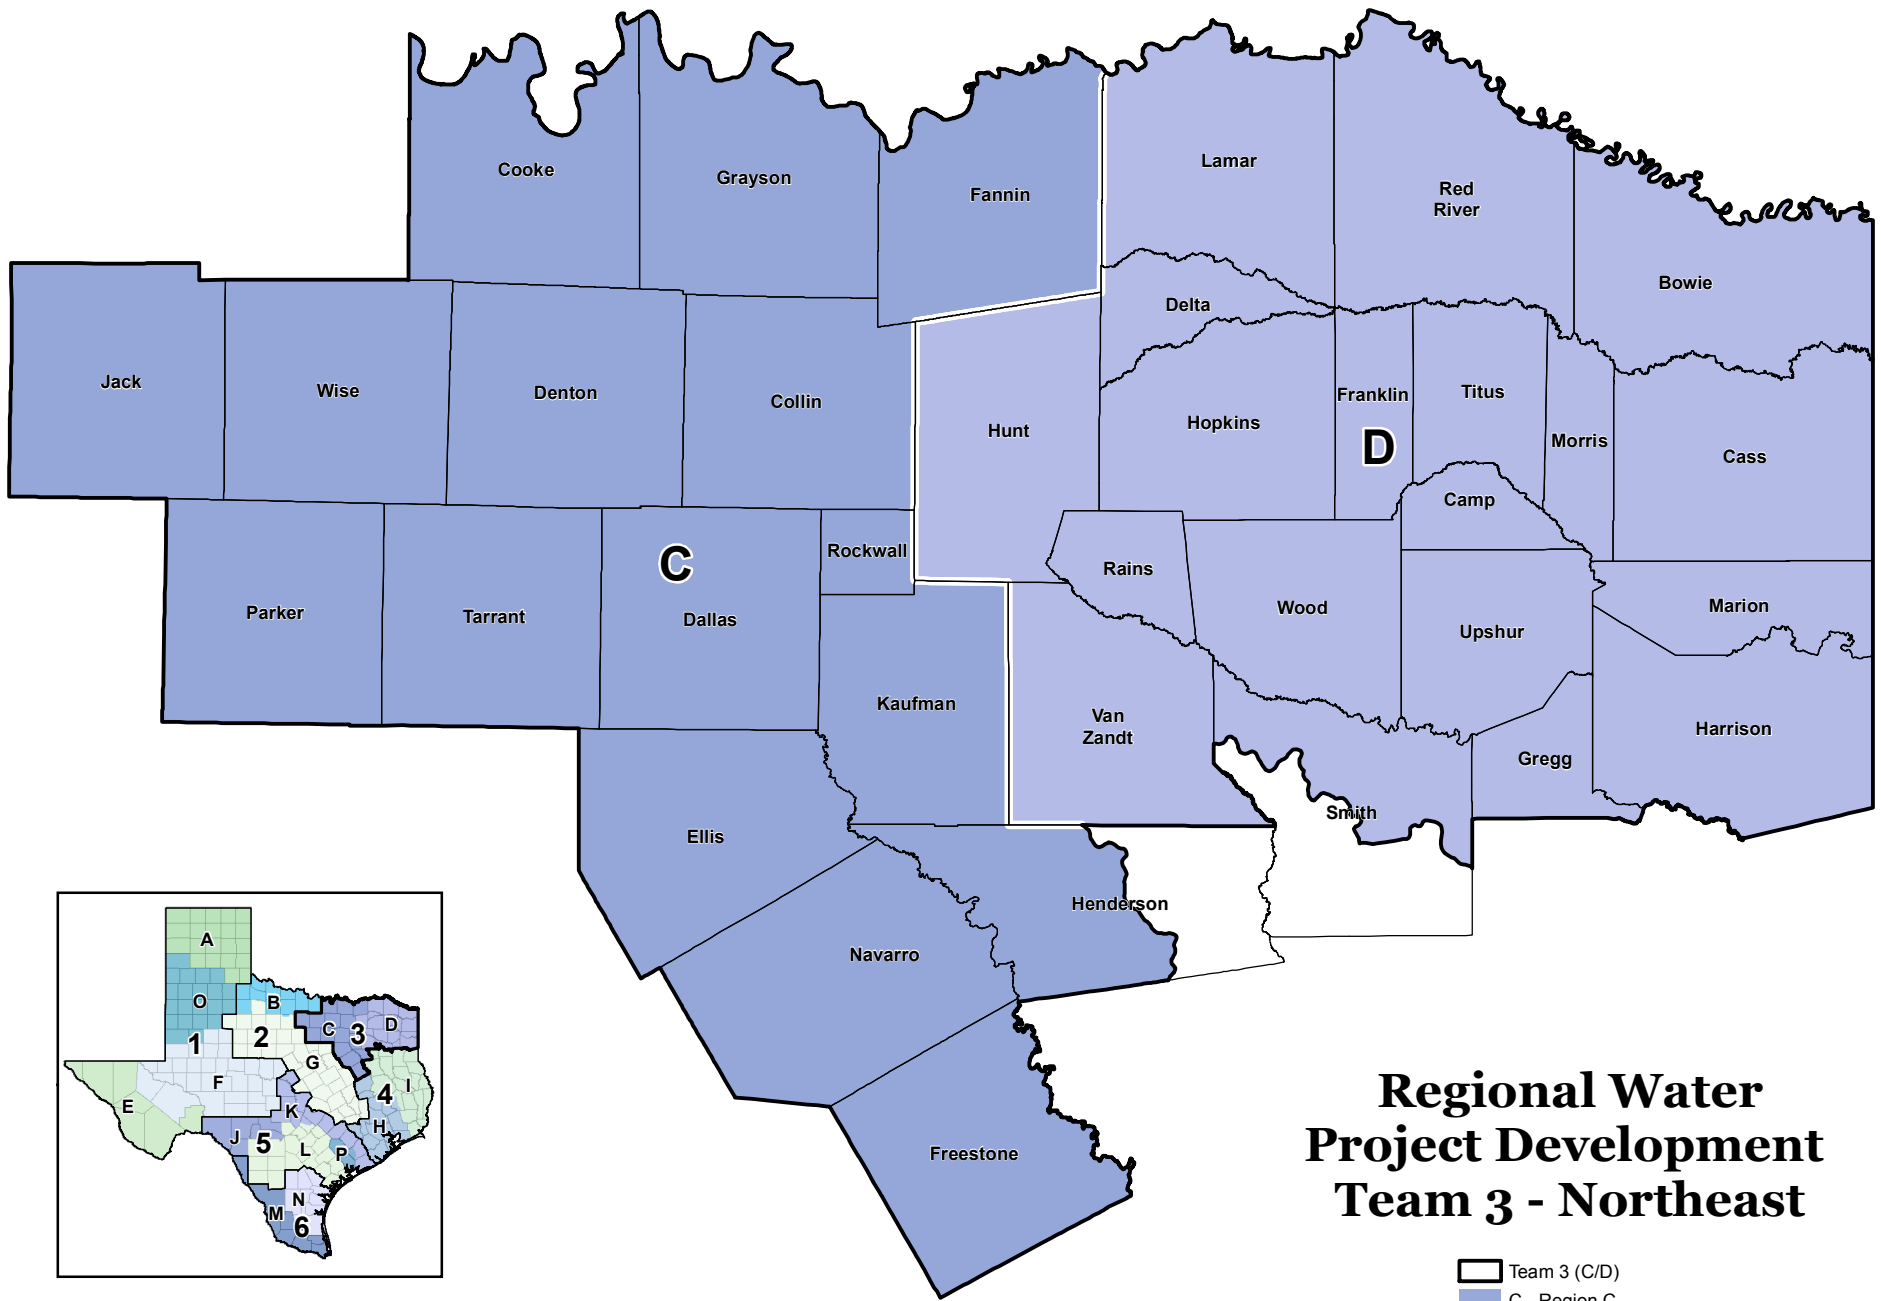 Cooke
Grayson
Fannin
Lamar
Red
River
Bowie
Delta
Jack
Wise
Denton
Collin
Hunt
Hopkins
Franklin
Titus
Morris
Cass
D
Camp
C
Rockwall
Rains
Parker
Tarrant
Dallas
Wood
Upshur
Marion
Kaufman
Van
Zandt
Gregg
Harrison
Smith
Ellis
Henderson
Navarro
Freestone
A
O
B
C
3
D
1
2
G
F
4
I
E
K
H
J
5
L
P
N
M
6
Regional Water
Project Development
Team 3 - Northeast
Team 3 (C/D)
C - Region C